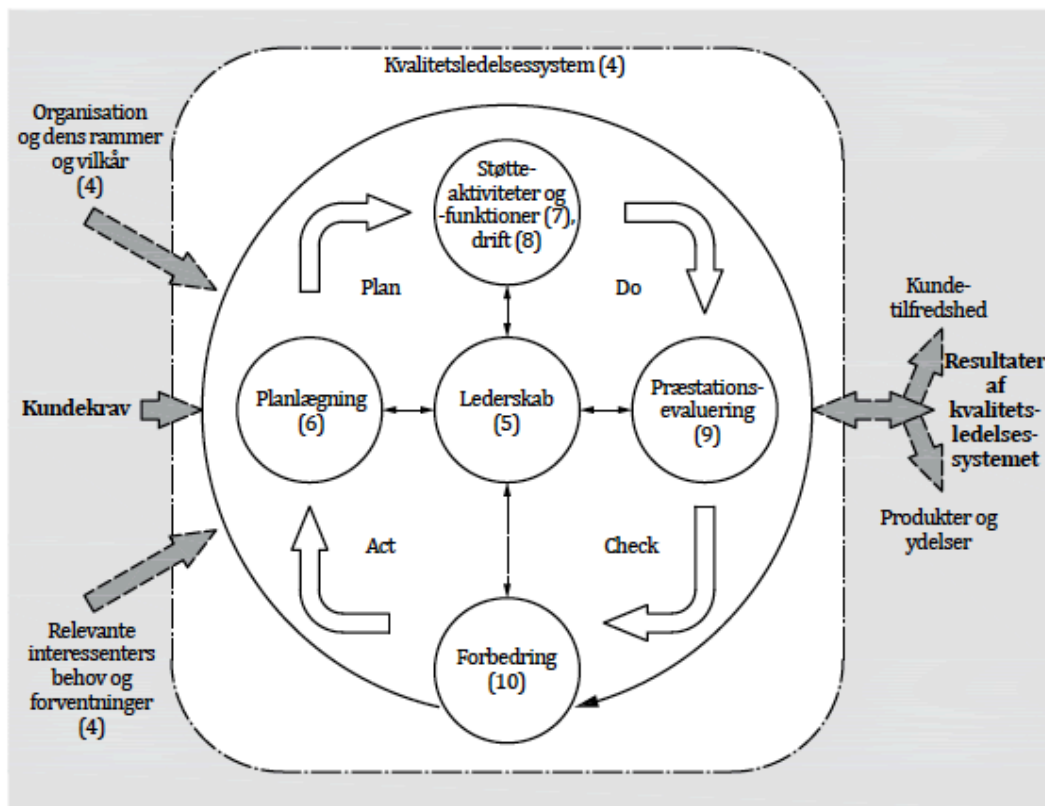 Kvalitetsledelsessystem (4)
Organisation
og dens rammer
og vilkår
(4)
Kundekrav
Relevante
interessenters
behov og
forventninger
(4)
Støtte-
aktiviteter og
-funktioner (7),
drift (8)
Plan
Do
Planlægning
(6)
Lederskab
(5)
Præstations-
evaluering
(9)
Act
Check
Forbedring
(10)
Kunde-
tilfredshed
Resultater
af
kvalitets-
ledelses-
systemet
Produkter og
ydelser